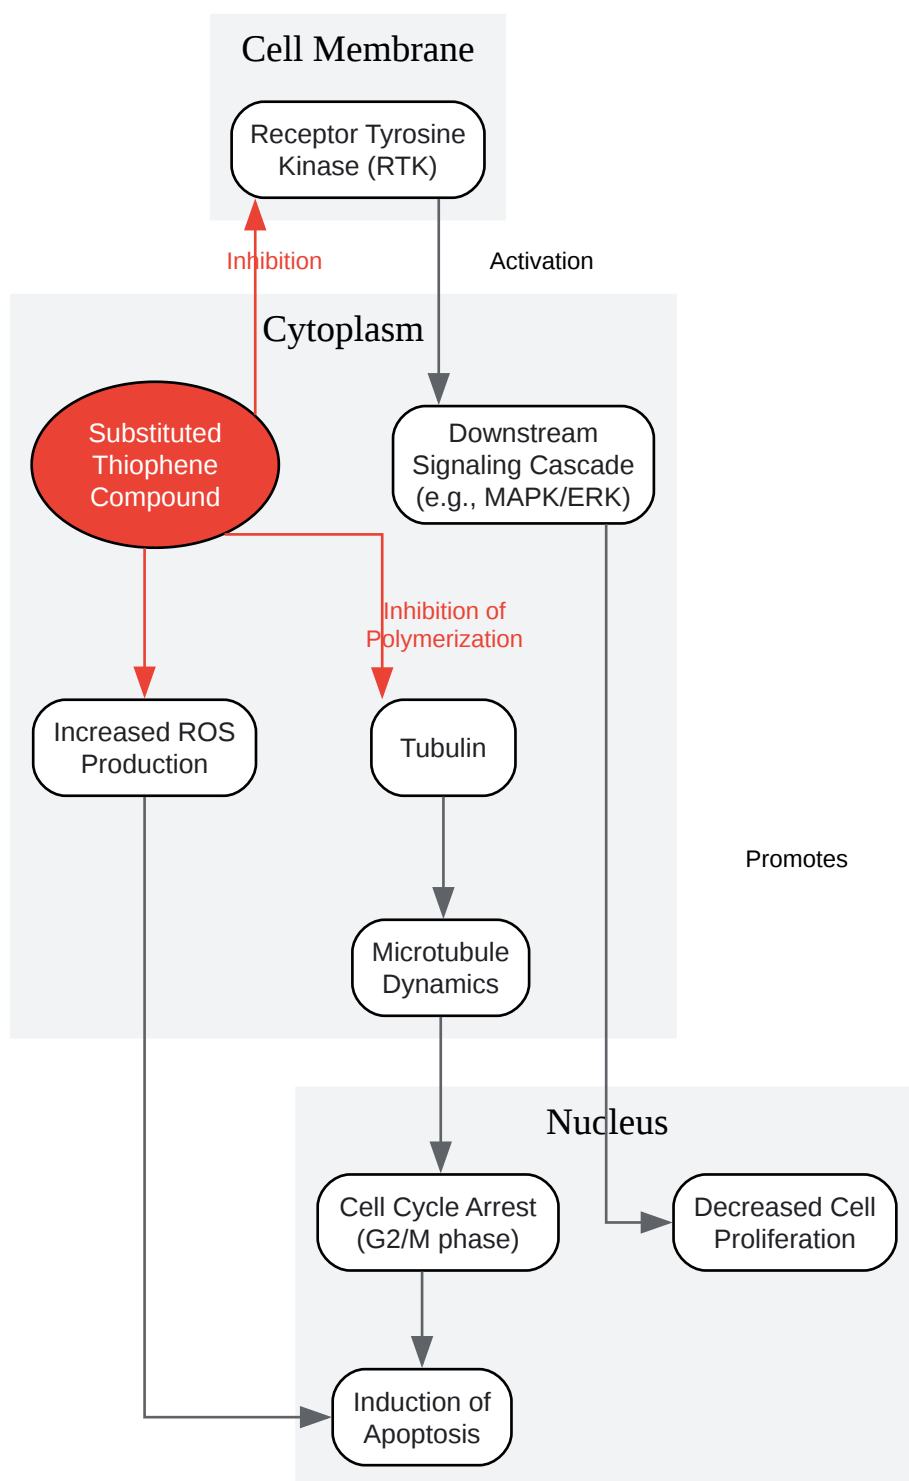 Cell Membrane
Receptor Tyrosine
Kinase (RTK)
Inhibition
Activation
Cytoplasm
Substituted
Thiophene
Compound
Downstream
Signaling Cascade
(e.g., MAPK/ERK)
Inhibition of
Polymerization
Increased ROS
Production
Tubulin
Promotes
Microtubule
Dynamics
Nucleus
Cell Cycle Arrest
(G2/M phase)
Decreased Cell
Proliferation
Induction of
Apoptosis